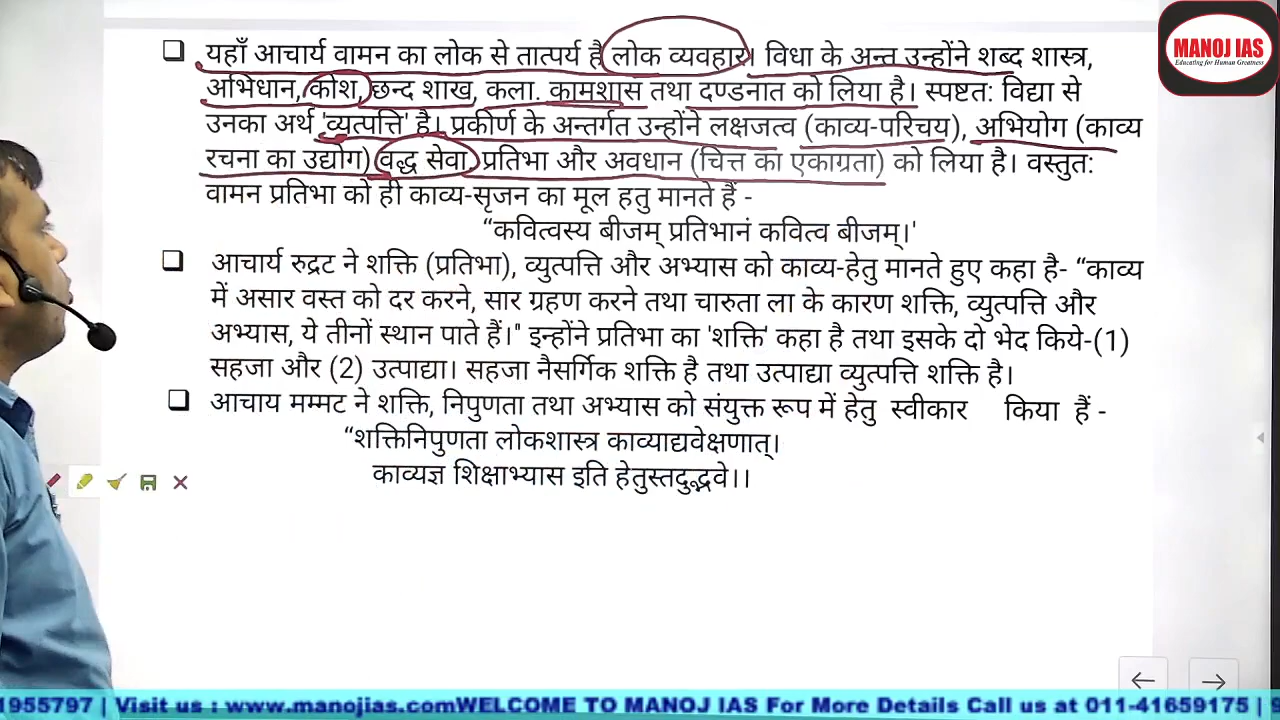 MANOJ IAS
Educating for Human Greatness
यहाँ आचार्य वामन का लोक से तात्पर्य है लोक व्यवहार। विधा के अन्त उन्होंने शब्द शास्त्र,
अभिधान, कोश, छन्द शाख, कला. कामशास तथा दण्डनात को लिया है। स्पष्टत: विद्या से
उनका अर्थ 'व्यत्पत्ति' है। प्रकीर्ण के अन्तर्गत उन्होंने लक्षजत्व (काव्य-परिचय), अभियोग (काव्य
रचना का उद्योग) वद्ध सेवा प्रतिभा और अवधान (चित्त का एकाग्रता) को लिया है। वस्तुत:
वामन प्रतिभा को ही काव्य-सृजन का मूल हतु मानते हैं -
“कवित्वस्य बीजम् प्रतिभानं कवित्व बीजम्।'
आचार्य रुद्रट ने शक्ति (प्रतिभा), व्युत्पत्ति और अभ्यास को काव्य-हेतु मानते हुए कहा है- “काव्य
में असार वस्त को दर करने, सार ग्रहण करने तथा चारुता ला के कारण शक्ति, व्युत्पत्ति और
अभ्यास, ये तीनों स्थान पाते हैं।" इन्होंने प्रतिभा का 'शक्ति' कहा है तथा इसके दो भेद किये-(1)
सहजा और (2) उत्पाद्या। सहजा नैसर्गिक शक्ति है तथा उत्पाद्या व्युत्पत्ति शक्ति है।
आचाय मम्मट ने शक्ति, निपुणता तथा अभ्यास को संयुक्त रूप में हेतु स्वीकार किया हैं -
“शक्तिनिपुणता लोकशास्त्र काव्याद्यवेक्षणात्।
काव्यज्ञ शिक्षाभ्यास इति हेतुस्तदुद्भवे।।
1955797 | Visit us : www.manojias.comWELCOME TO MANOJ IAS For More Details Call us at 011-41659175 |